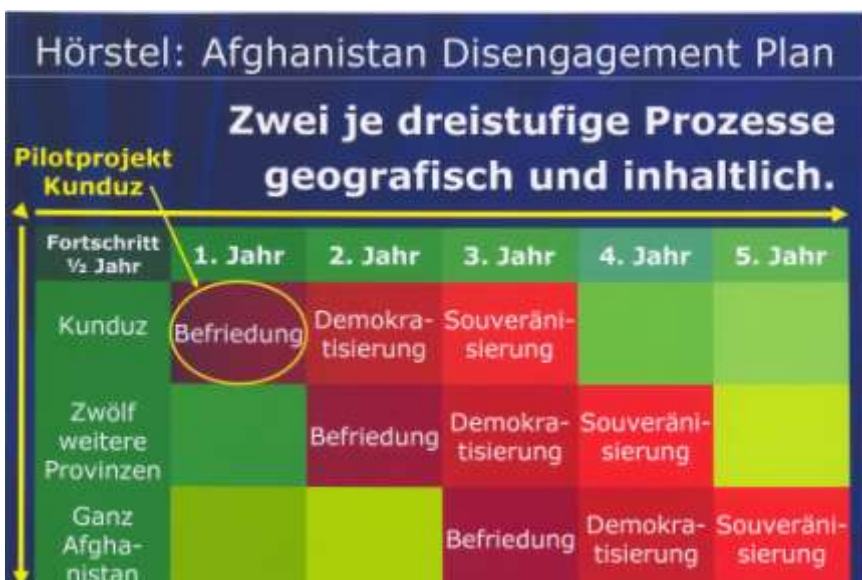 Hörstel: Afghanistan Disengagement Plan
Zwei je dreistufige Prozesse
geografisch und inhaltlich.
Pilotprojekt
Kunduz
Fortschritt
½ Jahr
1. Jahr
2. Jahr
3. Jahr
4. Jahr
5. Jahr
Kunduz
Befriedung
Demokra-
tisierung
Souveräni-
sierung
Zwölf
weitere
Provinzen
Befriedung
Demokra-
tisierung
Souveräni-
sierung
Ganz
Afgha-
nistan
Befriedung
Demokra-
tisierung
Souveräni-
sierung